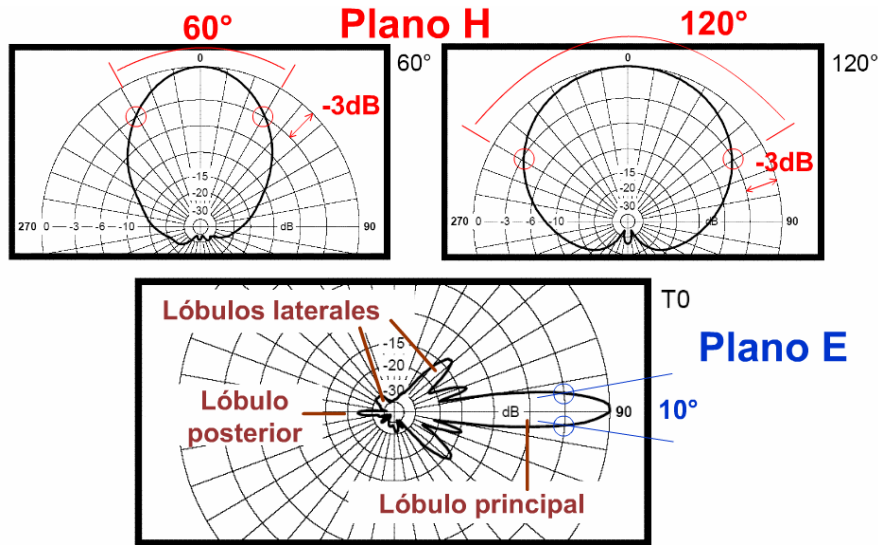 Plano H
60°
0
60°
-3dB
-15
-20
-30
270 0 -3 -6 -10 dB 90
120°
0
120°
-3dB
-15
-20
-30
270 0 -3 -6 -10 dB 90
T0
Plano E
Lóbulos laterales
-15
-20
-30
Lóbulo
posterior
dB
90
10°
Lóbulo principal